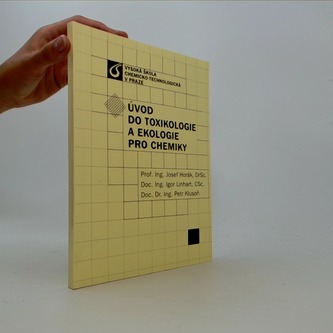 VYSOKÁ ŠKOLA
CHEMICKO-TECHNOLOGICKÁ
V PRAZE
ÚVOD
DO TOXIKOLOGIE
A EKOLOGIE
PRO CHEMIKY
Prof. Ing. Josef Horák, DrSc.
Doc. Ing. Igor Linhart, CSc.
Doc. Dr. Ing. Petr Klusoň